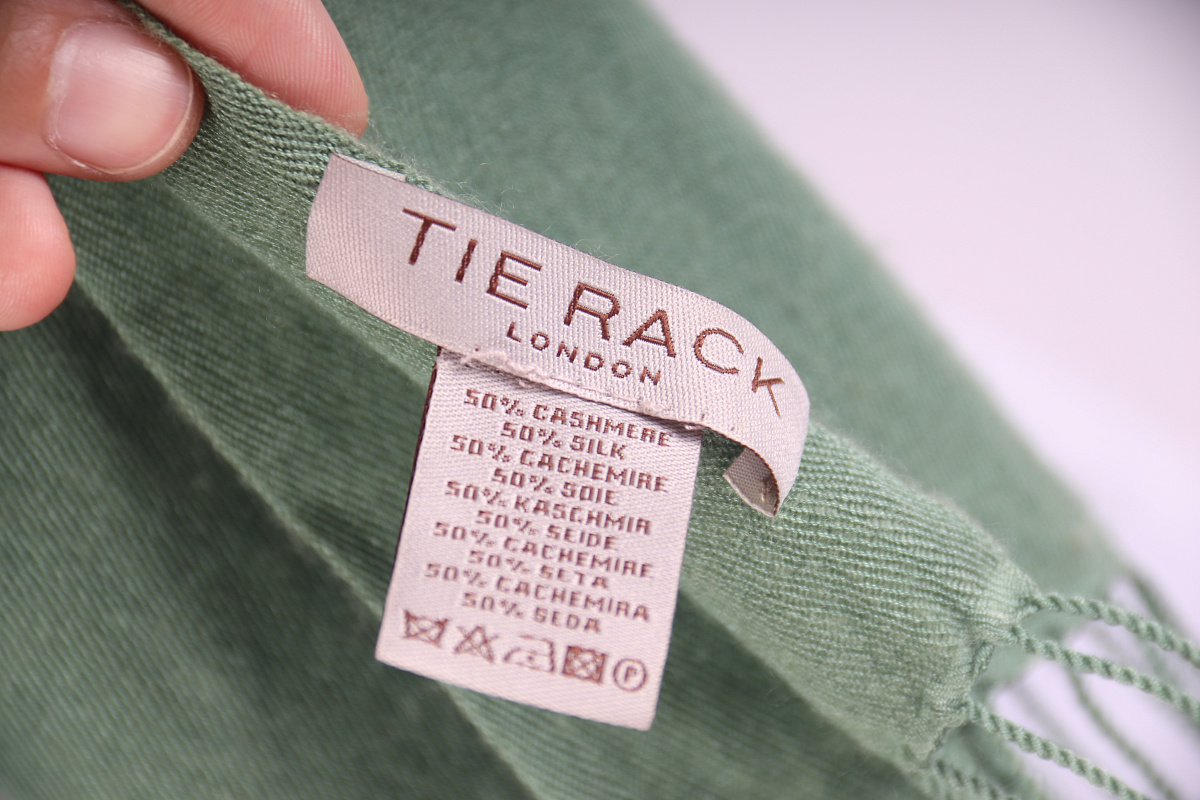 TIE RACK
LONDON
50% CASHMERE
50% SILK
50% CACHEMIRE
50% SOIE
50% KASCHMIR
50% SEIDE
50% CACHEMIRE
50% SETA
50% CACHEMIRA
50% SEDA
P